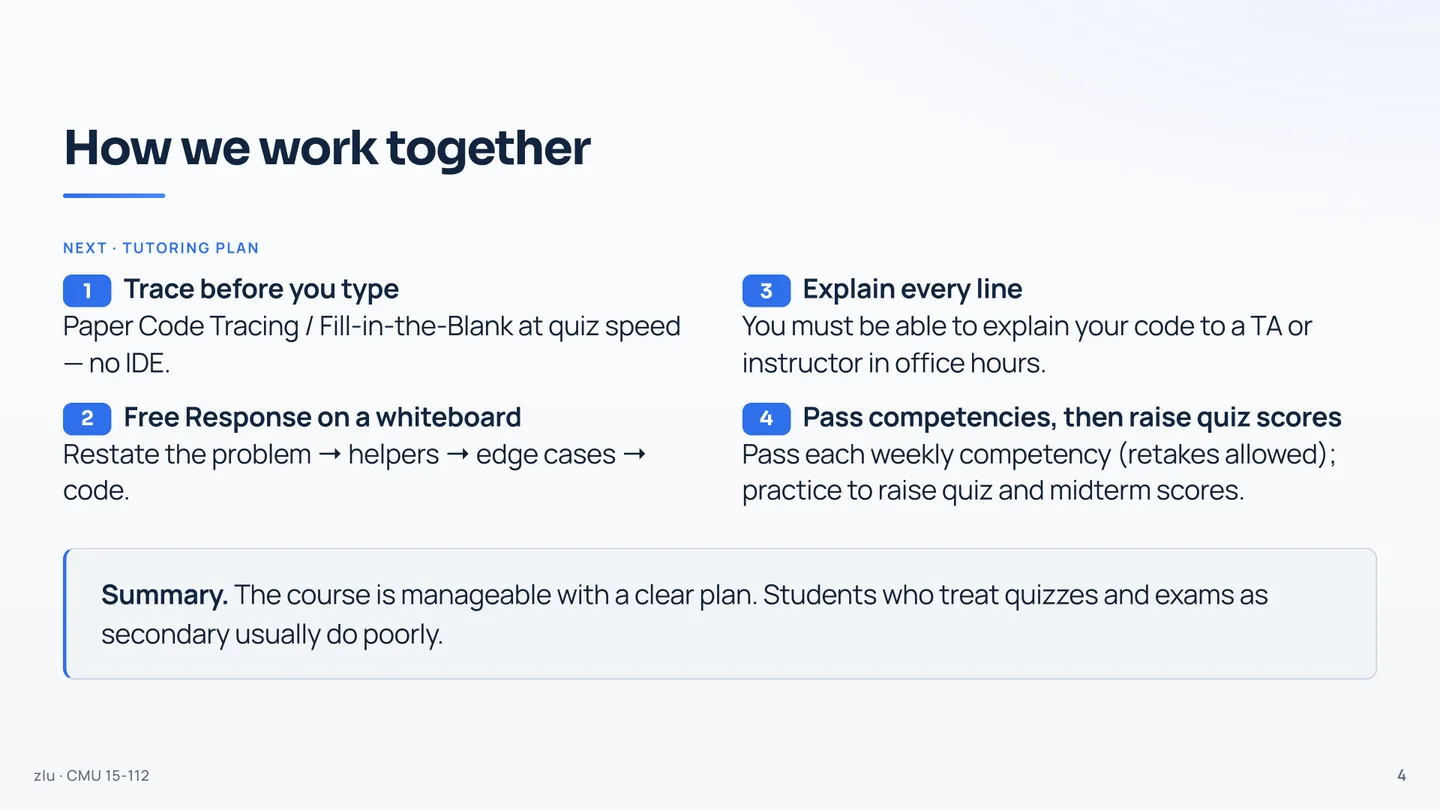 How we work together
NEXT · TUTORING PLAN
1 Trace before you type
Paper Code Tracing / Fill-in-the-Blank at quiz speed
— no IDE.
2 Free Response on a whiteboard
Restate the problem → helpers → edge cases →
code.
3 Explain every line
You must be able to explain your code to a TA or
instructor in office hours.
4 Pass competencies, then raise quiz scores
Pass each weekly competency (retakes allowed);
practice to raise quiz and midterm scores.
Summary. The course is manageable with a clear plan. Students who treat quizzes and exams as
secondary usually do poorly.
zlu · CMU 15-112
4